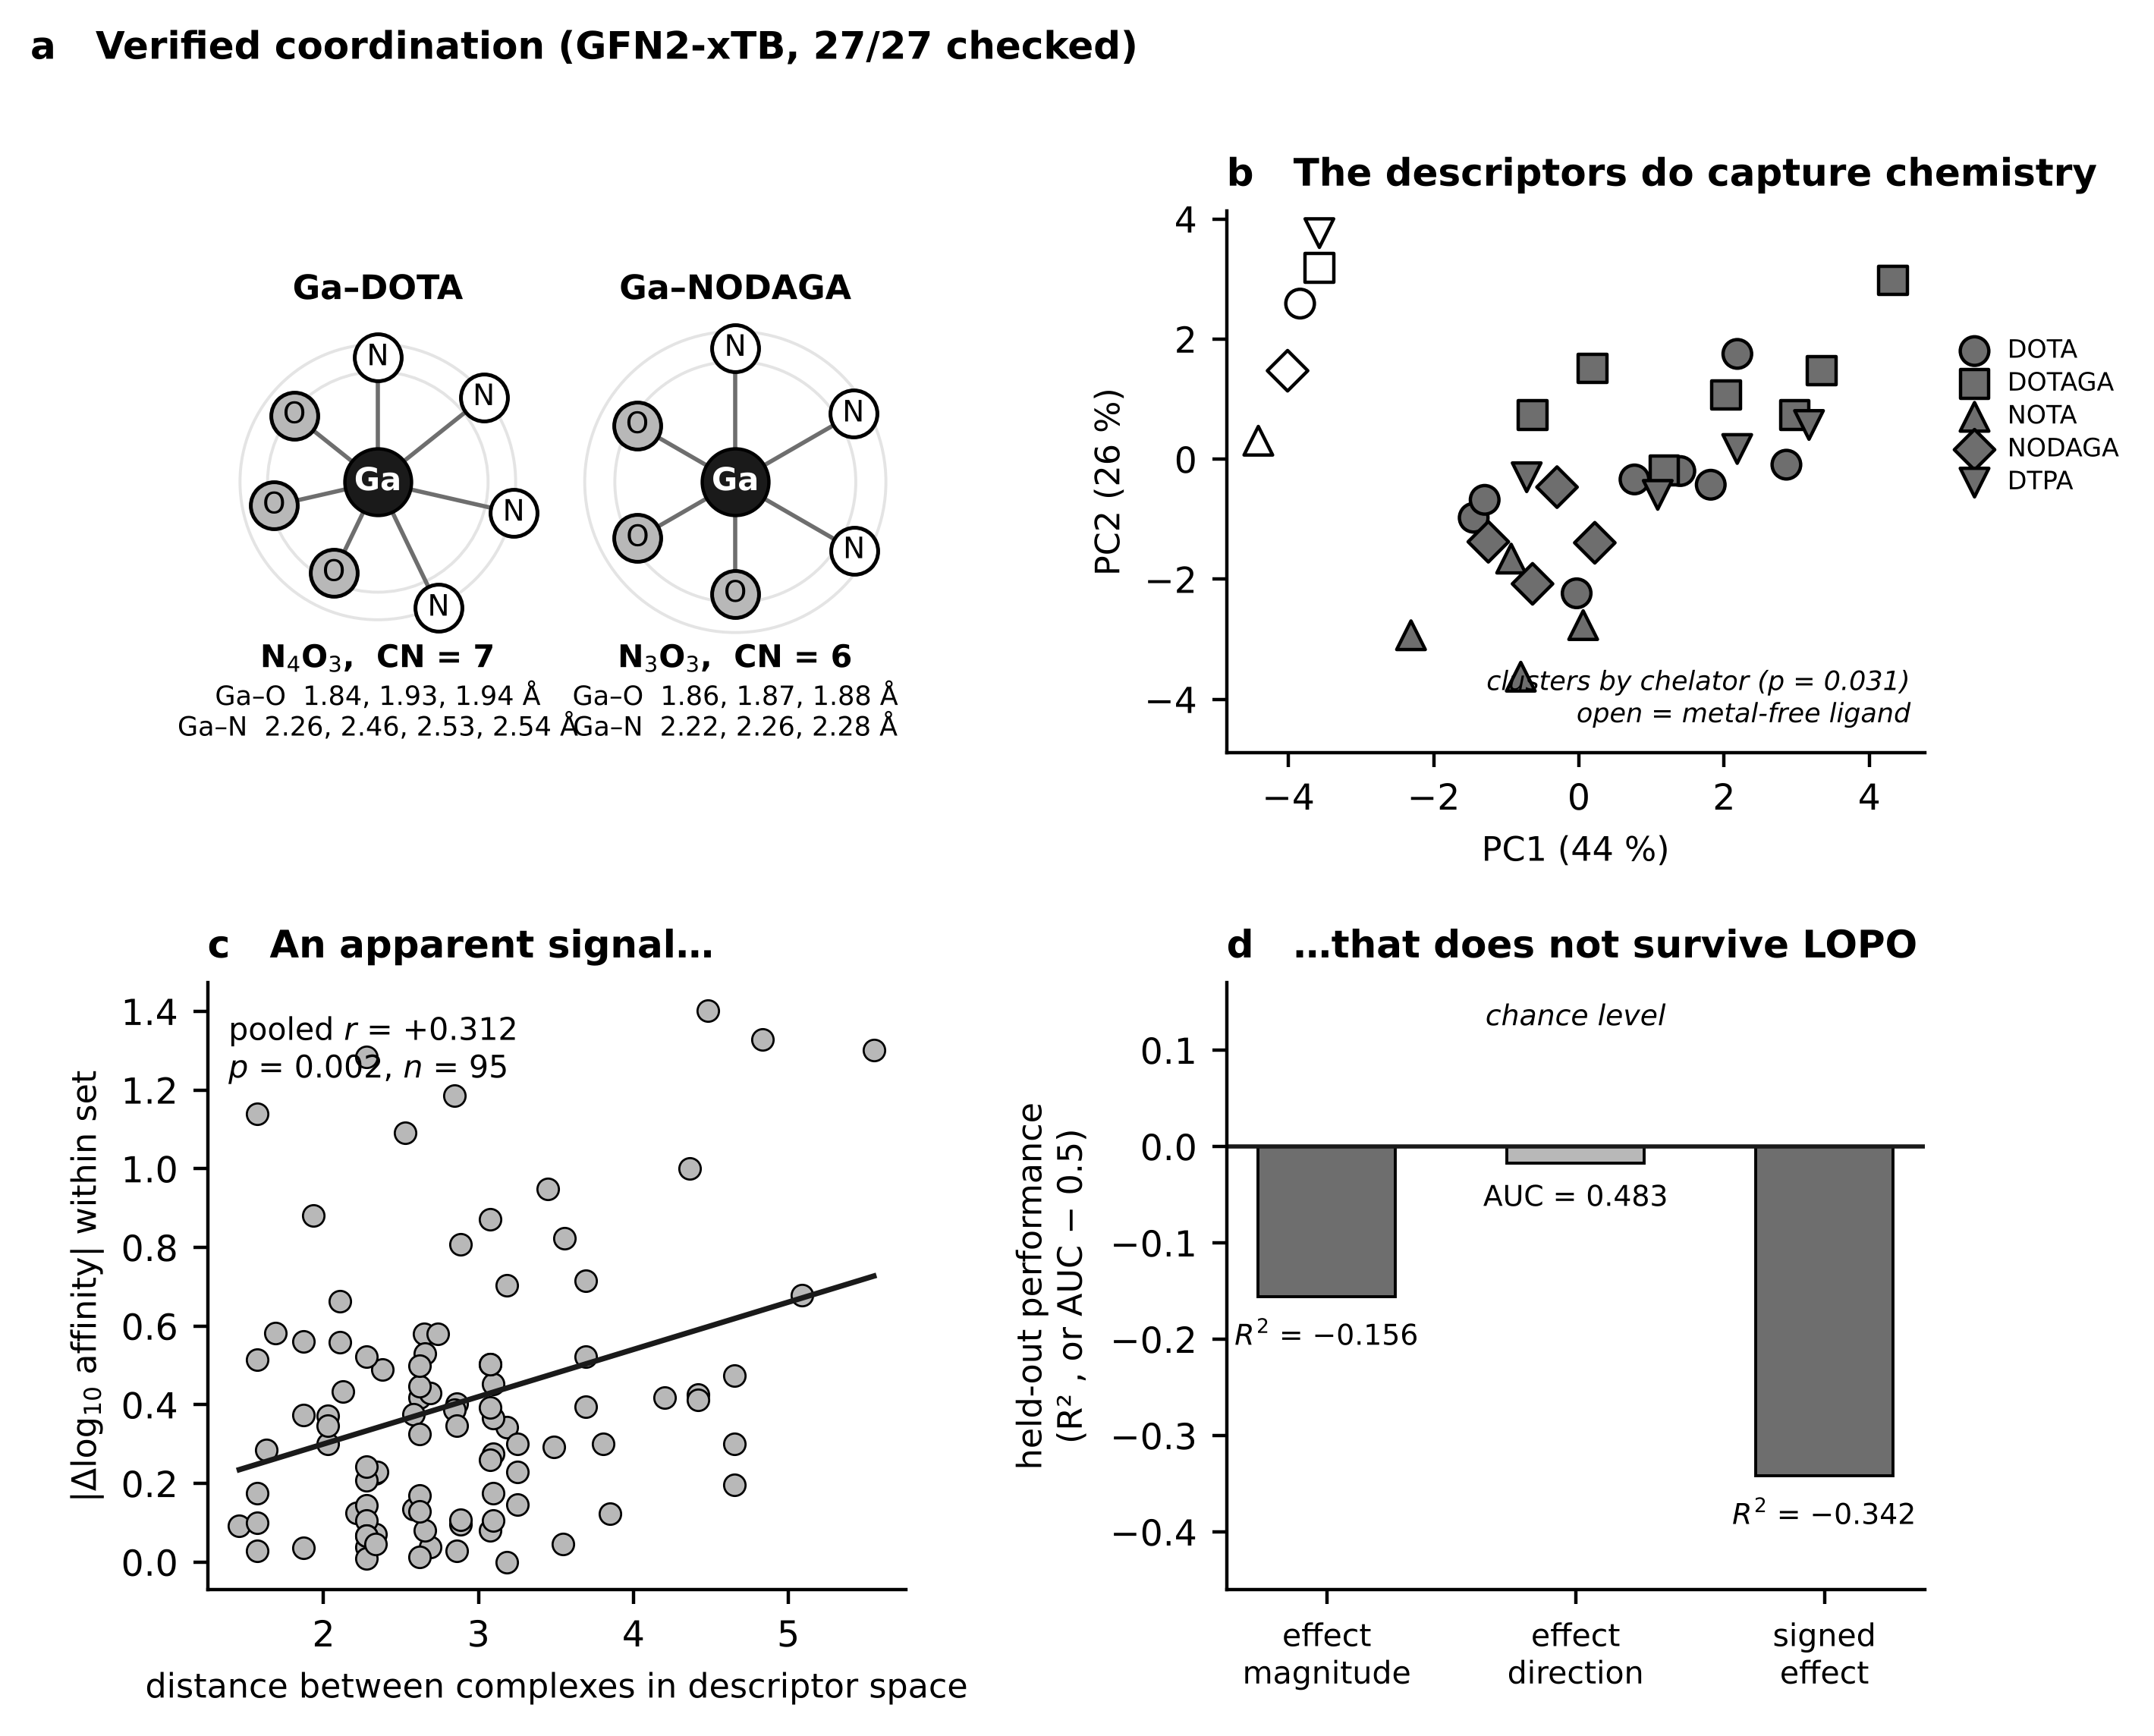 a Verified coordination (GFN2-xTB, 27/27 checked)
Ga–DOTA
N
N
N
N
O
O
O
Ga
N₄O₃, CN = 7
Ga–O 1.84, 1.93, 1.94 Å
Ga–N 2.26, 2.46, 2.53, 2.54 Å
Ga–NODAGA
N
N
N
O
O
O
Ga
N₃O₃, CN = 6
Ga–O 1.86, 1.87, 1.88 Å
Ga–N 2.22, 2.26, 2.28 Å
b The descriptors do capture chemistry
4
2
0
−2
−4
PC2 (26 %)
clusters by chelator (p = 0.031)
open = metal-free ligand
−4
−2
0
2
4
PC1 (44 %)
DOTA
DOTAGA
NOTA
NODAGA
DTPA
c An apparent signal…
pooled r = +0.312
p = 0.002, n = 95
1.4
1.2
1.0
0.8
0.6
0.4
0.2
0.0
|Δlog₁₀ affinity| within set
2
3
4
5
distance between complexes in descriptor space
d …that does not survive LOPO
chance level
0.1
0.0
−0.1
−0.2
−0.3
−0.4
held-out performance
(R² , or AUC − 0.5)
R² = −0.156
AUC = 0.483
R² = −0.342
effect
magnitude
effect
direction
signed
effect